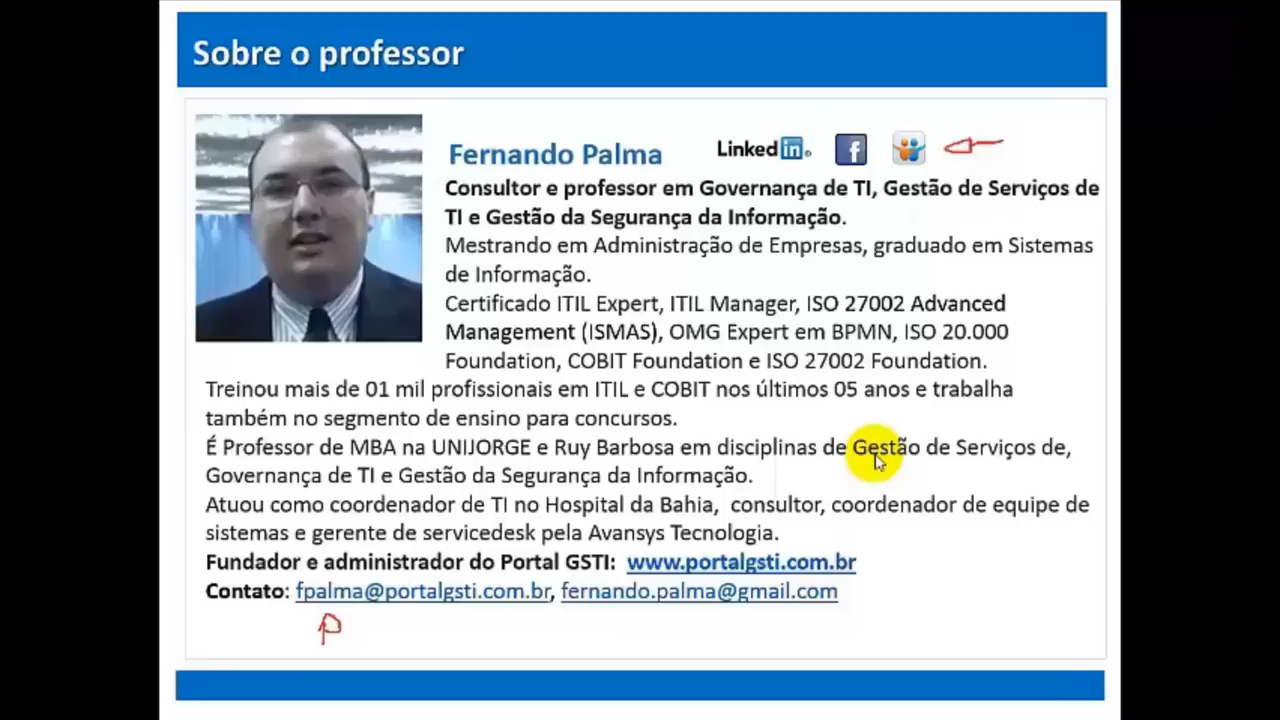 Sobre o professor
Fernando Palma
Linked in
f
Consultor e professor em Governança de TI, Gestão de Serviços de
TI e Gestão da Segurança da Informação.
Mestrando em Administração de Empresas, graduado em Sistemas
de Informação.
Certificado ITIL Expert, ITIL Manager, ISO 27002 Advanced
Management (ISMAS), OMG Expert em BPMN, ISO 20.000
Foundation, COBIT Foundation e ISO 27002 Foundation.
Treinou mais de 01 mil profissionais em ITIL e COBIT nos últimos 05 anos e trabalha
também no segmento de ensino para concursos.
É Professor de MBA na UNIJORGE e Ruy Barbosa em disciplinas de Gestão de Serviços de,
Governança de TI e Gestão da Segurança da Informação.
Atuou como coordenador de TI no Hospital da Bahia, consultor, coordenador de equipe de
sistemas e gerente de servicedesk pela Avansys Tecnologia.
Fundador e administrador do Portal GSTI: www.portalgsti.com.br
Contato: fpalma@portalgsti.com.br, fernando.palma@gmail.com
p